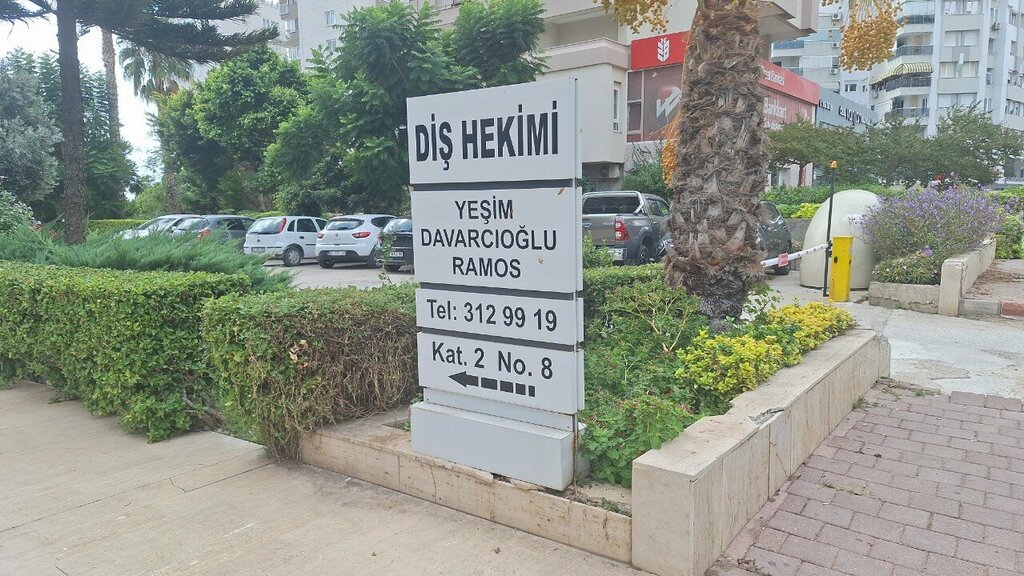 DİŞ HEKİMİ
YEŞİM
DAVARCIOĞLU
RAMOS
Tel: 312 99 19
Kat. 2 No. 8